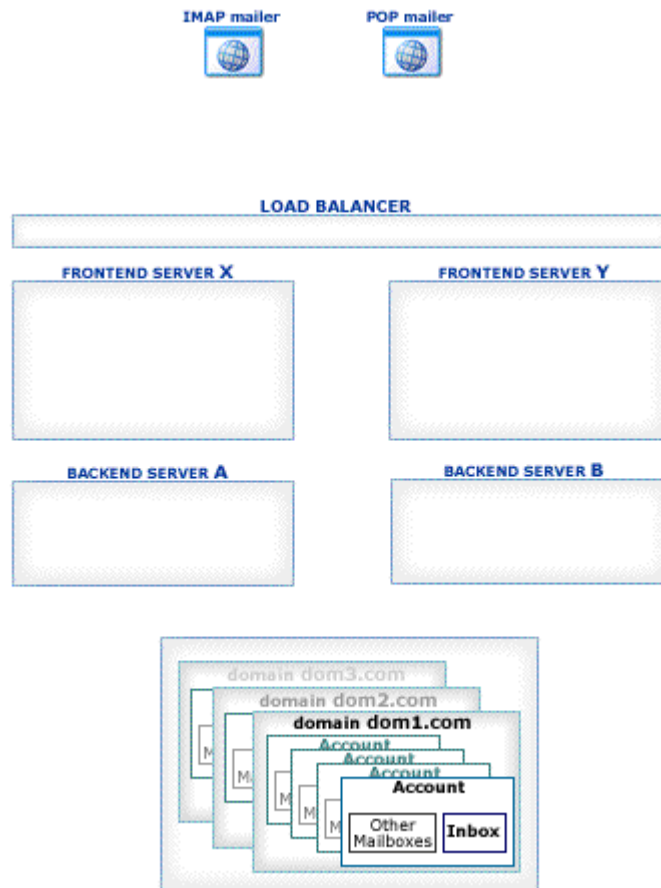 IMAP mailer
POP mailer
LOAD BALANCER
FRONTEND SERVER X
FRONTEND SERVER Y
BACKEND SERVER A
BACKEND SERVER B
domain dom3.com
domain dom2.com
domain dom1.com
Account
Account
Account
Account
Other
Mailboxes
Inbox